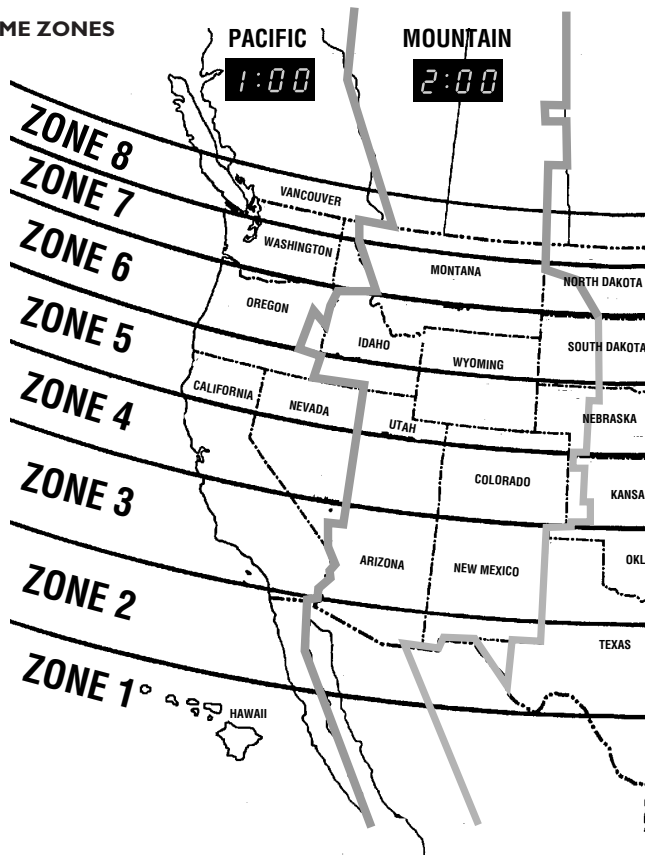 ME ZONES
PACIFIC
MOUNTAIN
1:00
2:00
ZONE 8
ZONE 7
ZONE 6
ZONE 5
ZONE 4
ZONE 3
ZONE 2
ZONE 1
VANCOUVER
WASHINGTON
MONTANA
NORTH DAKOTA
OREGON
IDAHO
WYOMING
SOUTH DAKOTA
CALIFORNIA
NEVADA
UTAH
NEBRASKA
COLORADO
KANSA
ARIZONA
NEW MEXICO
OKL
TEXAS
HAWAII